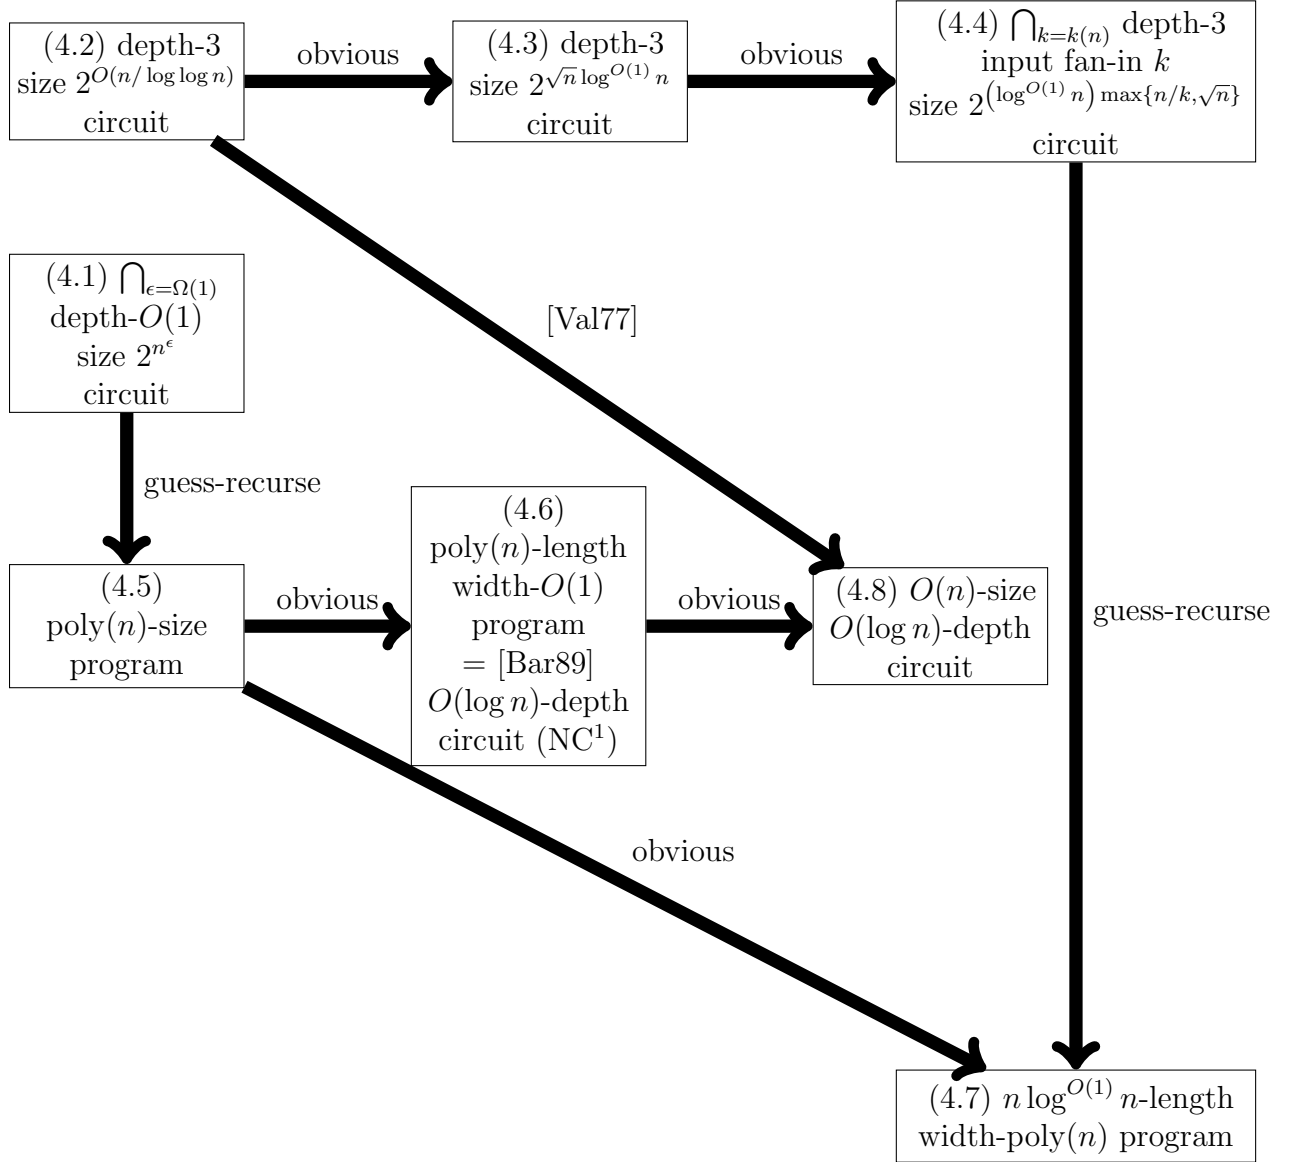 (4.2) depth-3
size 2^{O(n/ log log n)}
circuit
obvious
(4.3) depth-3
size 2^{√n log^{O(1)} n}
circuit
obvious
(4.4) ⋂_{k=k(n)} depth-3
input fan-in k
size 2^{(log^{O(1)} n) max{n/k,√n}}
circuit
[Val77]
(4.1) ⋂_{ϵ=Ω(1)}
depth-O(1)
size 2^{n^ϵ}
circuit
guess-recurse
(4.5)
poly(n)-size
program
obvious
(4.6)
poly(n)-length
width-O(1)
program
= [Bar89]
O(log n)-depth
circuit (NC^1)
obvious
(4.8) O(n)-size
O(log n)-depth
circuit
guess-recurse
obvious
(4.7) n log^{O(1)} n-length
width-poly(n) program